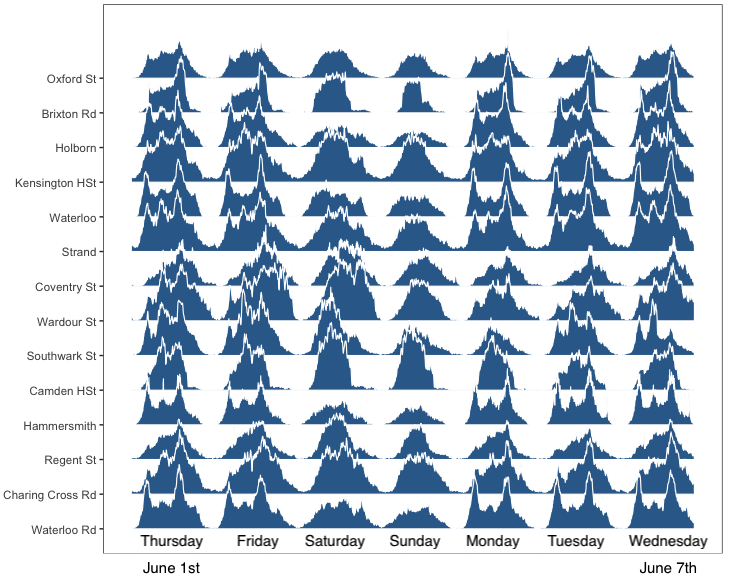 Oxford St
Brixton Rd
Holborn
Kensington HSt
Waterloo
Strand
Coventry St
Wardour St
Southwark St
Camden HSt
Hammersmith
Regent St
Charing Cross Rd
Waterloo Rd
Thursday Friday Saturday Sunday Monday Tuesday Wednesday
June 1st June 7th